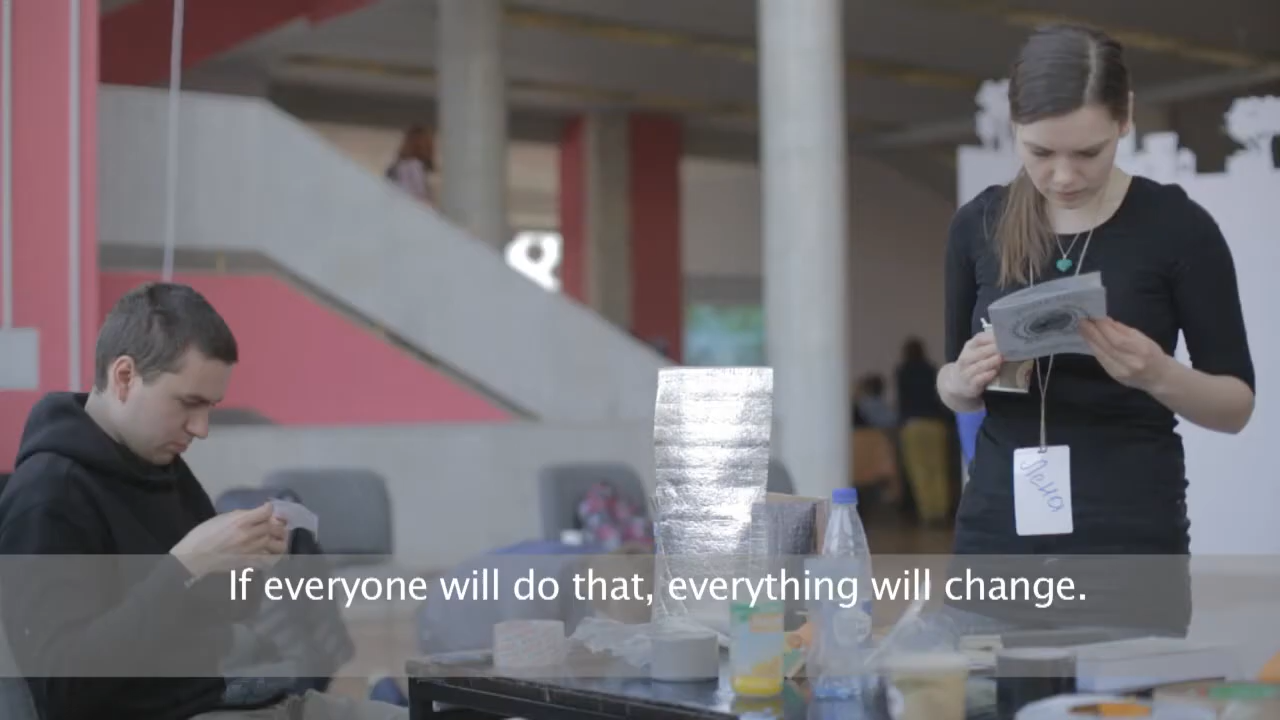 Лена
If everyone will do that, everything will change.